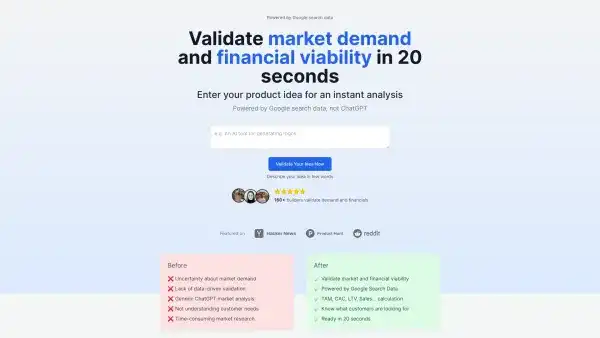 Powered by Google search data
Validate market demand
and financial viability in 20
seconds
Enter your product idea for an instant analysis
Powered by Google search data, not ChatGPT
e.g. An AI tool for generating logos
Validate Your Idea Now
Describe your idea in few words
180+ builders validate demand and financials
Featured on
Y Hacker News
P Product Hunt
reddit
Before
❌ Uncertainty about market demand
❌ Lack of data-driven validation
❌ Generic ChatGPT market analysis
❌ Not understanding customer needs
❌ Time-consuming market research
After
✓ Validate market and financial viability
✓ Powered by Google Search Data
✓ TAM, CAC, LTV, Sales... calculation
✓ Know what customers are looking for
✓ Ready in 20 seconds